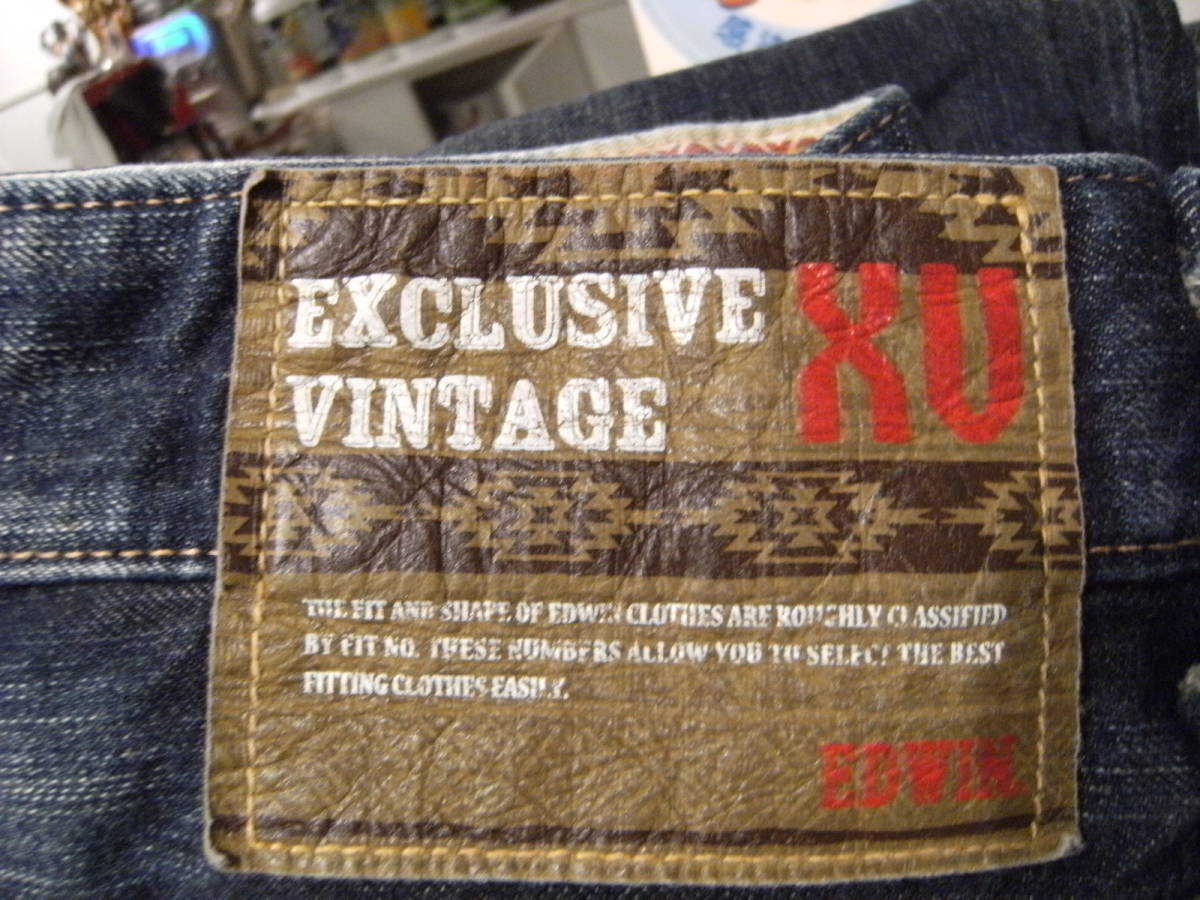 EXCLUSIVE
VINTAGE
XV
THE FIT AND SHAPE OF EDWIN CLOTHES ARE ROUGHLY CLASSIFIED
BY FIT NO. THESE NUMBERS ALLOW YOU TO SELECT THE BEST
FITTING CLOTHES EASILY.
EDWIN